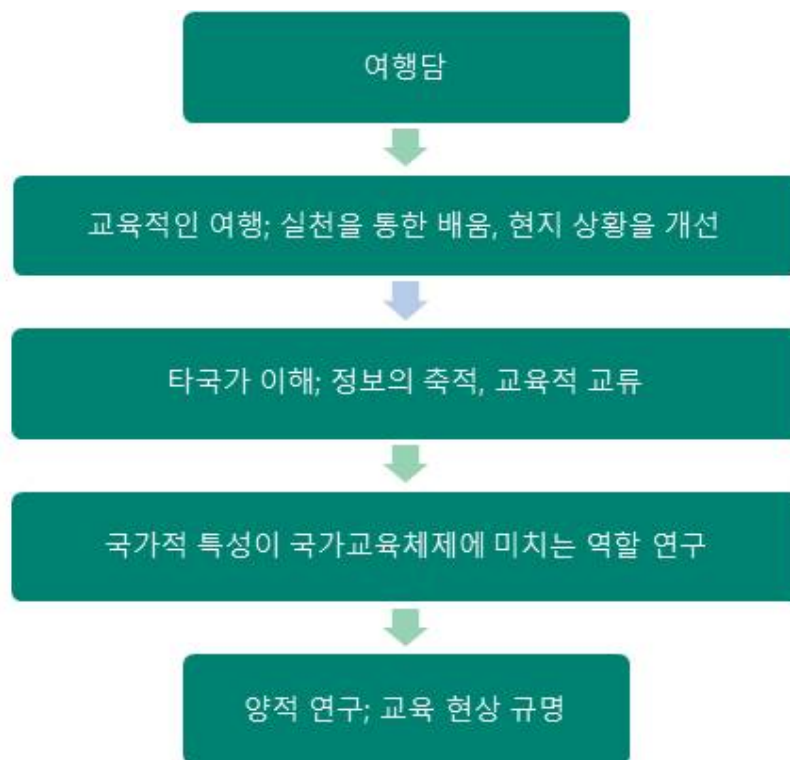 여행담
교육적인 여행; 실천을 통한 배움, 현지 상황을 개선
타국가 이해; 정보의 축적, 교육적 교류
국가적 특성이 국가교육체제에 미치는 역할 연구
양적 연구; 교육 현상 규명